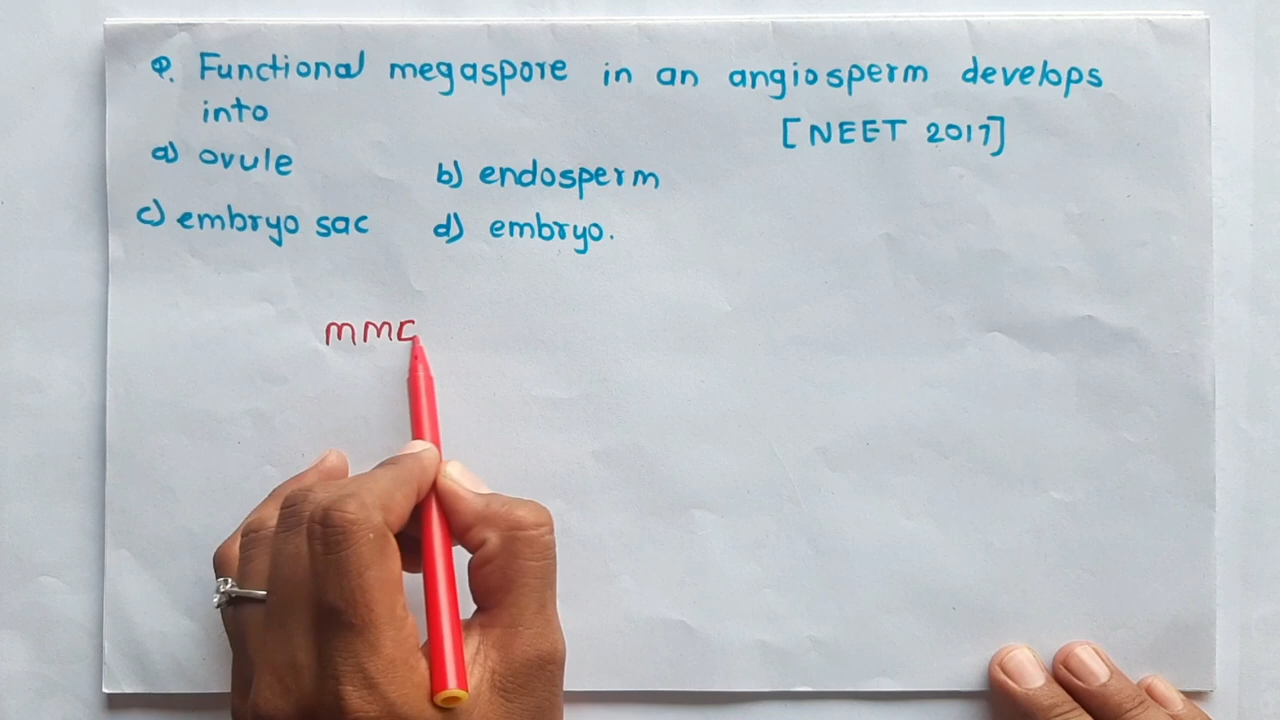 Q. Functional megaspore in an angiosperm develops
into
[NEET 2017]
a) ovule
b) endosperm
c) embryo sac
d) embryo.
MMC